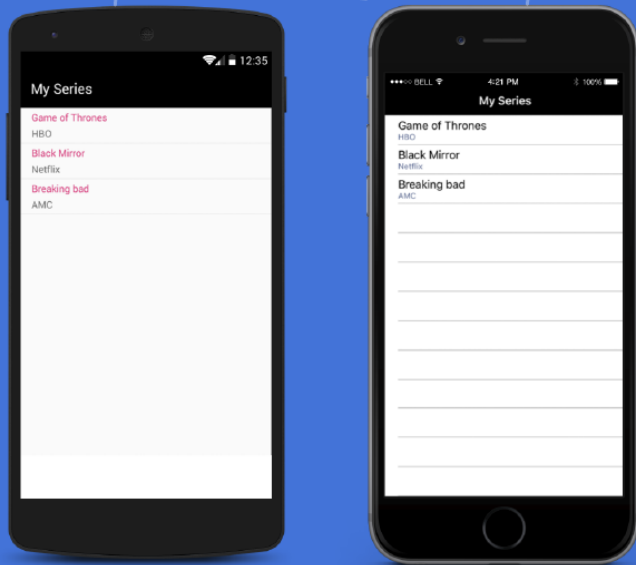 12:35
My Series
Game of Thrones
HBO
Black Mirror
Netflix
Breaking bad
AMC
BELL 4:21 PM 100%
My Series
Game of Thrones
HBO
Black Mirror
Netflix
Breaking bad
AMC